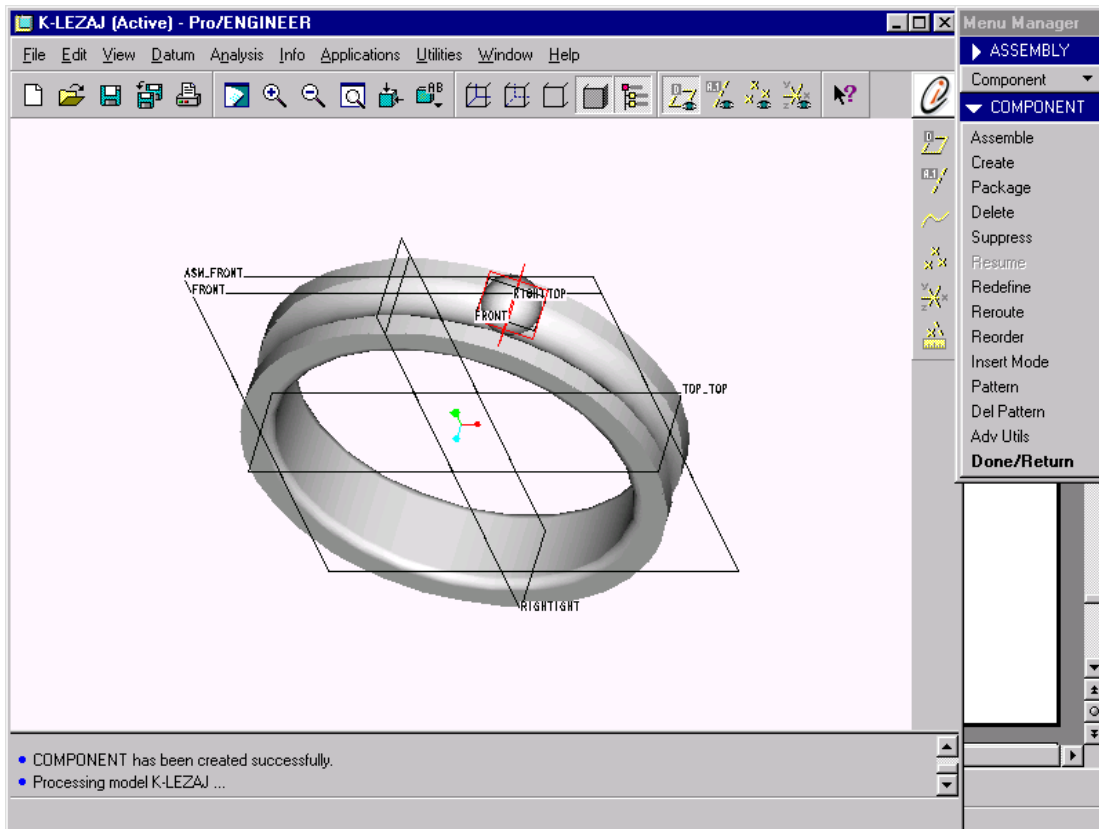 K-LEZAJ (Active) - Pro/ENGINEER
File Edit View Datum Analysis Info Applications Utilities Window Help
ASM_FRONT
FRONT
RIGHTTOP
FRONT
TOP_TOP
RIGHTIGHT
COMPONENT has been created successfully.
Processing model K-LEZAJ ...
Menu Manager
ASSEMBLY
Component
COMPONENT
Assemble
Create
Package
Delete
Suppress
Resume
Redefine
Reroute
Reorder
Insert Mode
Pattern
Del Pattern
Adv Utils
Done/Return